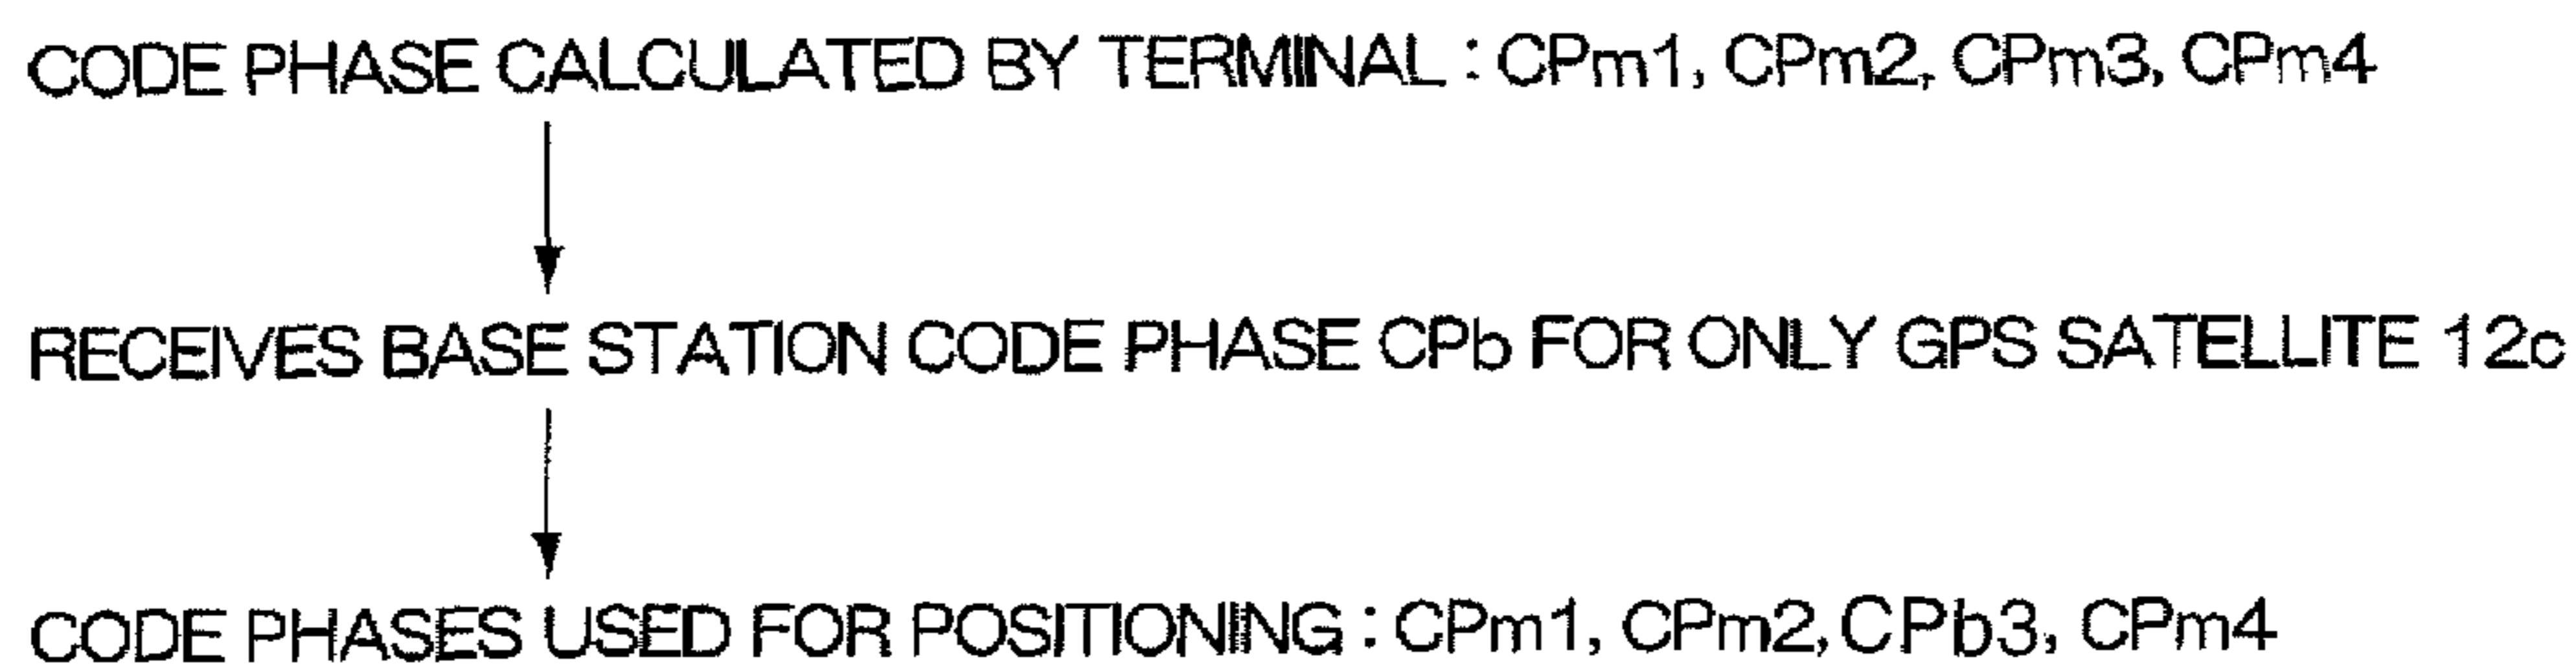 CODE PHASE CALCULATED BY TERMINAL : CPm1, CPm2, CPm3, CPm4
RECEIVES BASE STATION CODE PHASE CPb FOR ONLY GPS SATELLITE 12c
CODE PHASES USED FOR POSITIONING : CPm1, CPm2, CPb3, CPm4